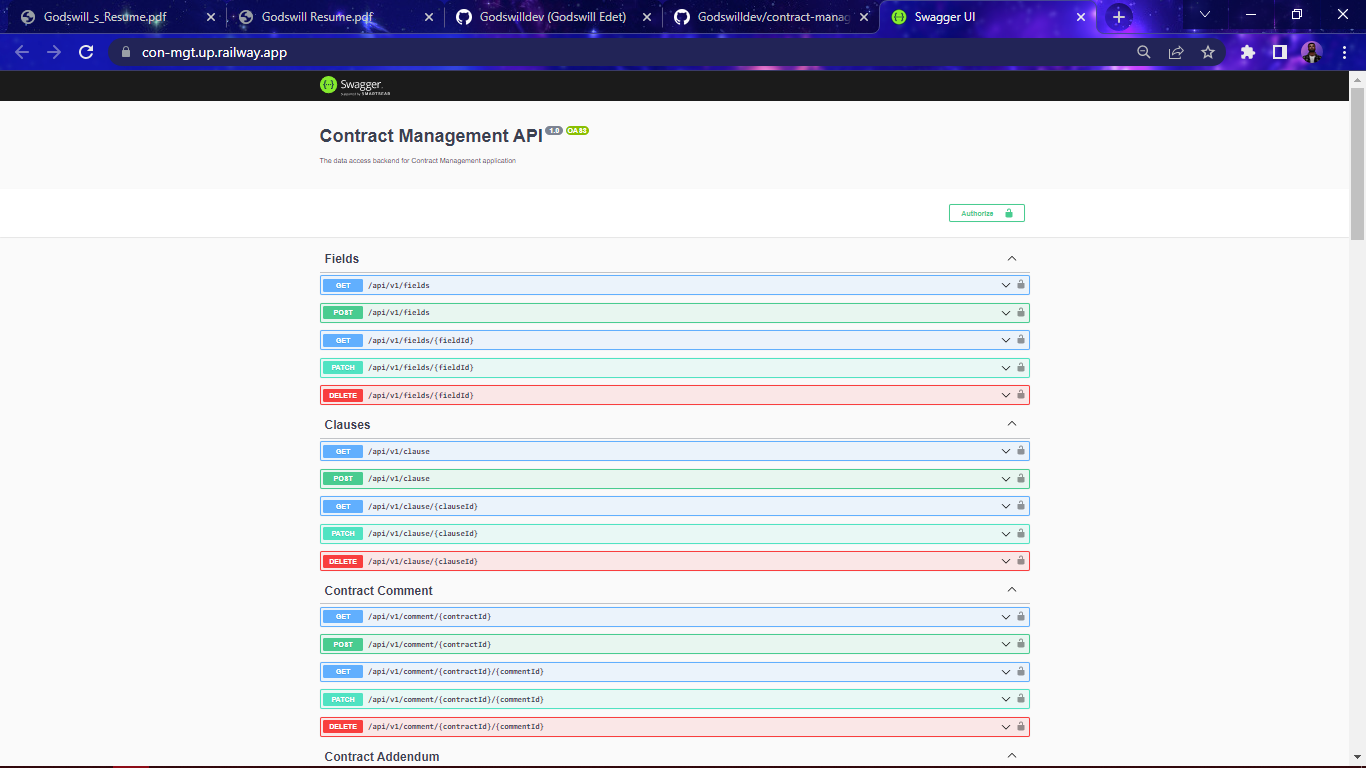 Godswill_s_Resume.pdf
Godswill Resume.pdf
Godswilldev (Godswill Edet)
Godswilldev/contract-manag
Swagger UI
con-mgt.up.railway.app
Swagger.
supported by SMARTBEAR
Contract Management API 1.0 OAS3
The data access backend for Contract Management application
Authorize
Fields
GET /api/v1/fields
POST /api/v1/fields
GET /api/v1/fields/{fieldId}
PATCH /api/v1/fields/{fieldId}
DELETE /api/v1/fields/{fieldId}
Clauses
GET /api/v1/clause
POST /api/v1/clause
GET /api/v1/clause/{clauseId}
PATCH /api/v1/clause/{clauseId}
DELETE /api/v1/clause/{clauseId}
Contract Comment
GET /api/v1/comment/{contractId}
POST /api/v1/comment/{contractId}
GET /api/v1/comment/{contractId}/{commentId}
PATCH /api/v1/comment/{contractId}/{commentId}
DELETE /api/v1/comment/{contractId}/{commentId}
Contract Addendum